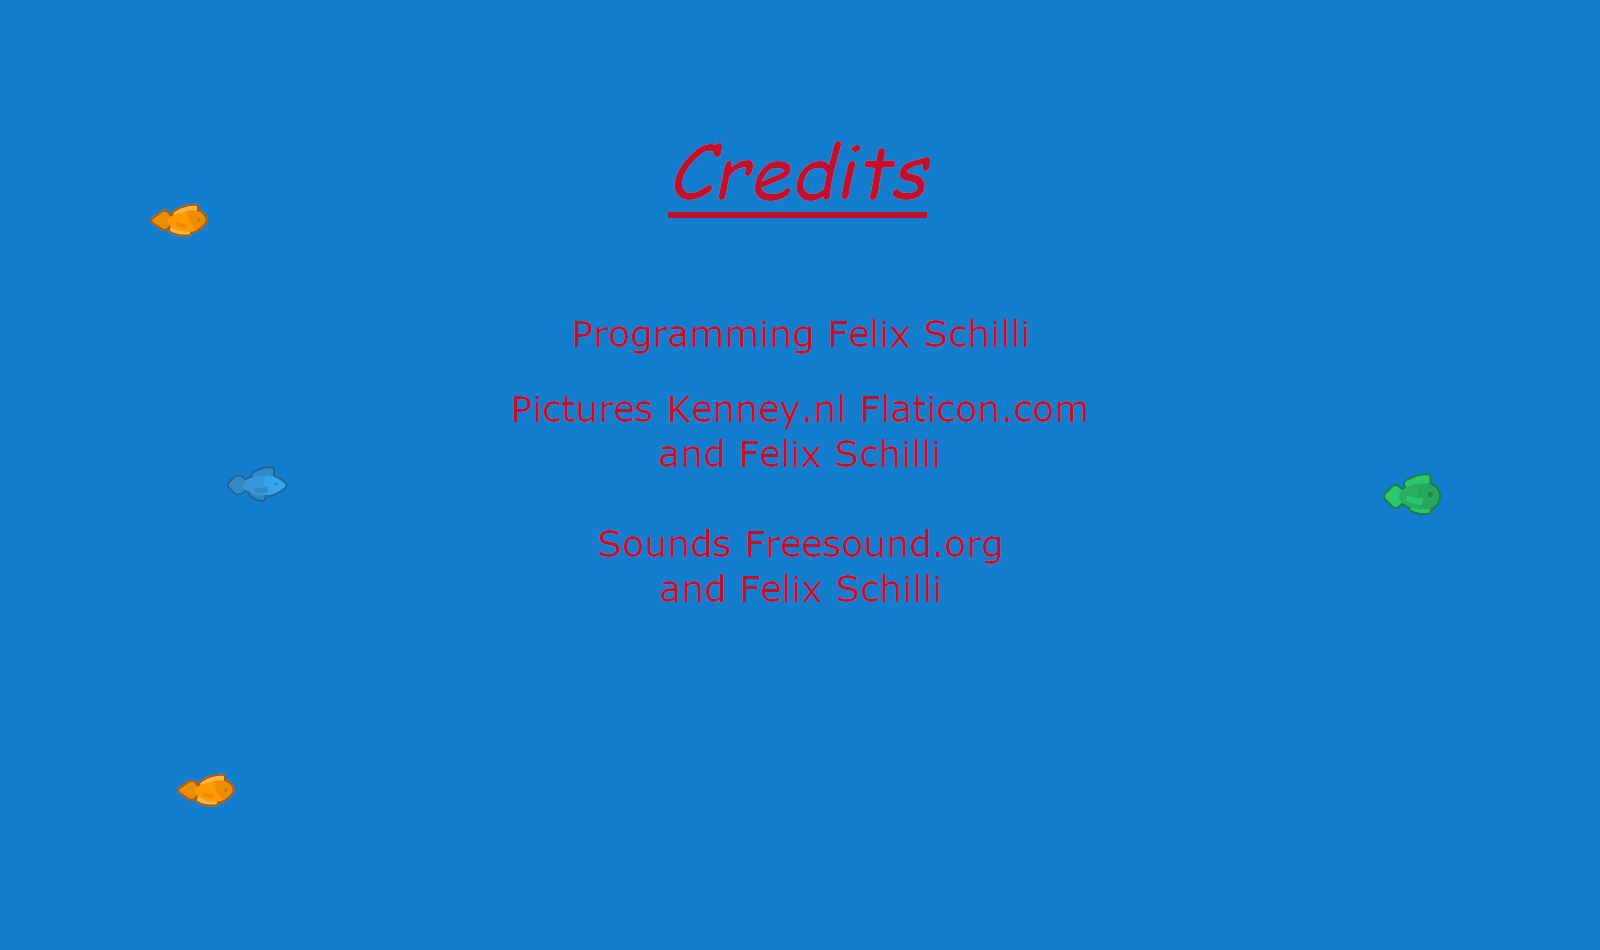 Credits
Programming Felix Schilli
Pictures Kenney.nl Flaticon.com
and Felix Schilli
Sounds Freesound.org
and Felix Schilli